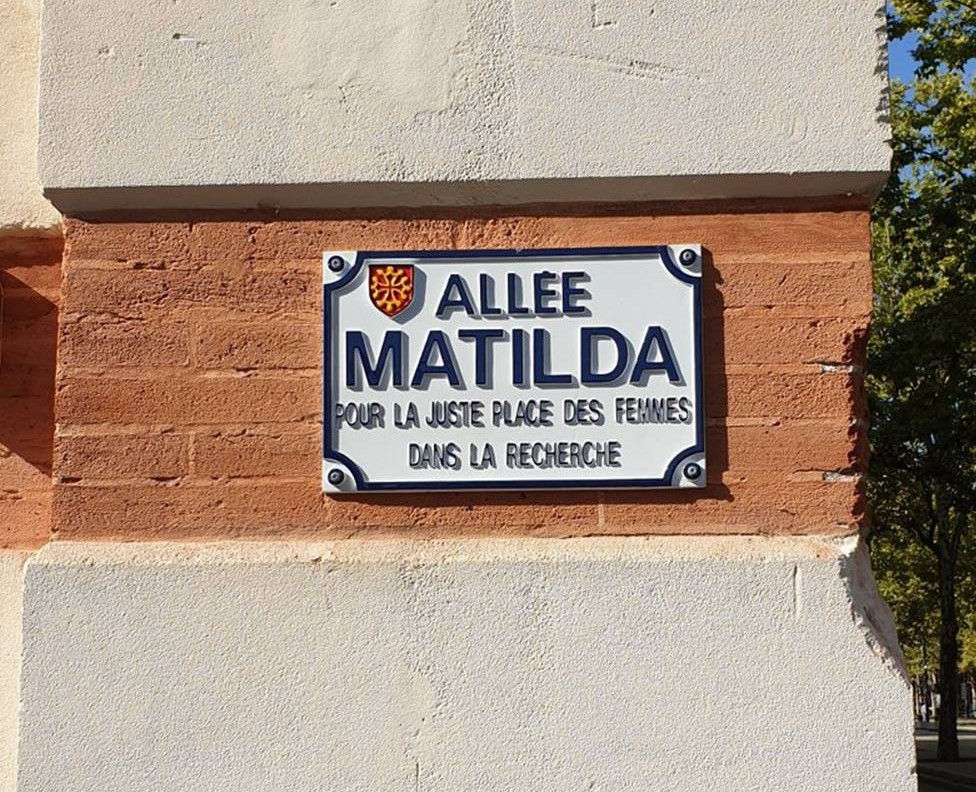 ALLÉE
MATILDA
POUR LA JUSTE PLACE DES FEMMES
DANS LA RECHERCHE